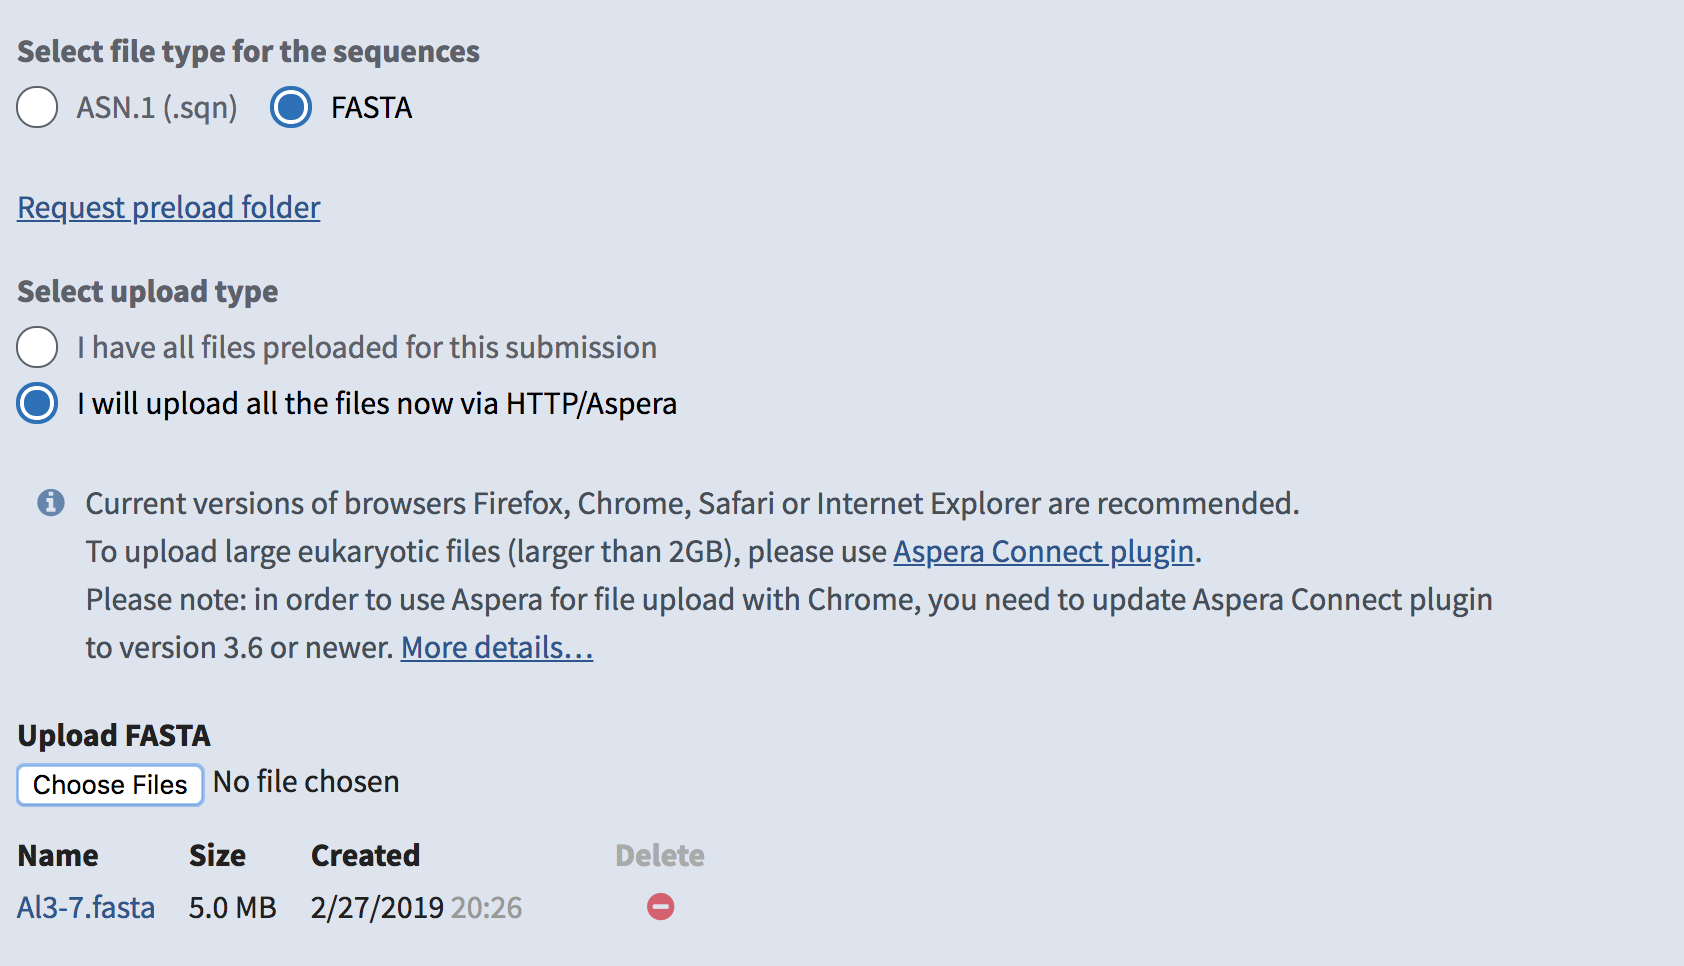 Select file type for the sequences
ASN.1 (.sqn) FASTA
Request preload folder
Select upload type
I have all files preloaded for this submission
I will upload all the files now via HTTP/Aspera
Current versions of browsers Firefox, Chrome, Safari or Internet Explorer are recommended.
To upload large eukaryotic files (larger than 2GB), please use Aspera Connect plugin.
Please note: in order to use Aspera for file upload with Chrome, you need to update Aspera Connect plugin
to version 3.6 or newer. More details…
Upload FASTA
Choose Files No file chosen
Name Size Created Delete
Al3-7.fasta 5.0 MB 2/27/2019 20:26